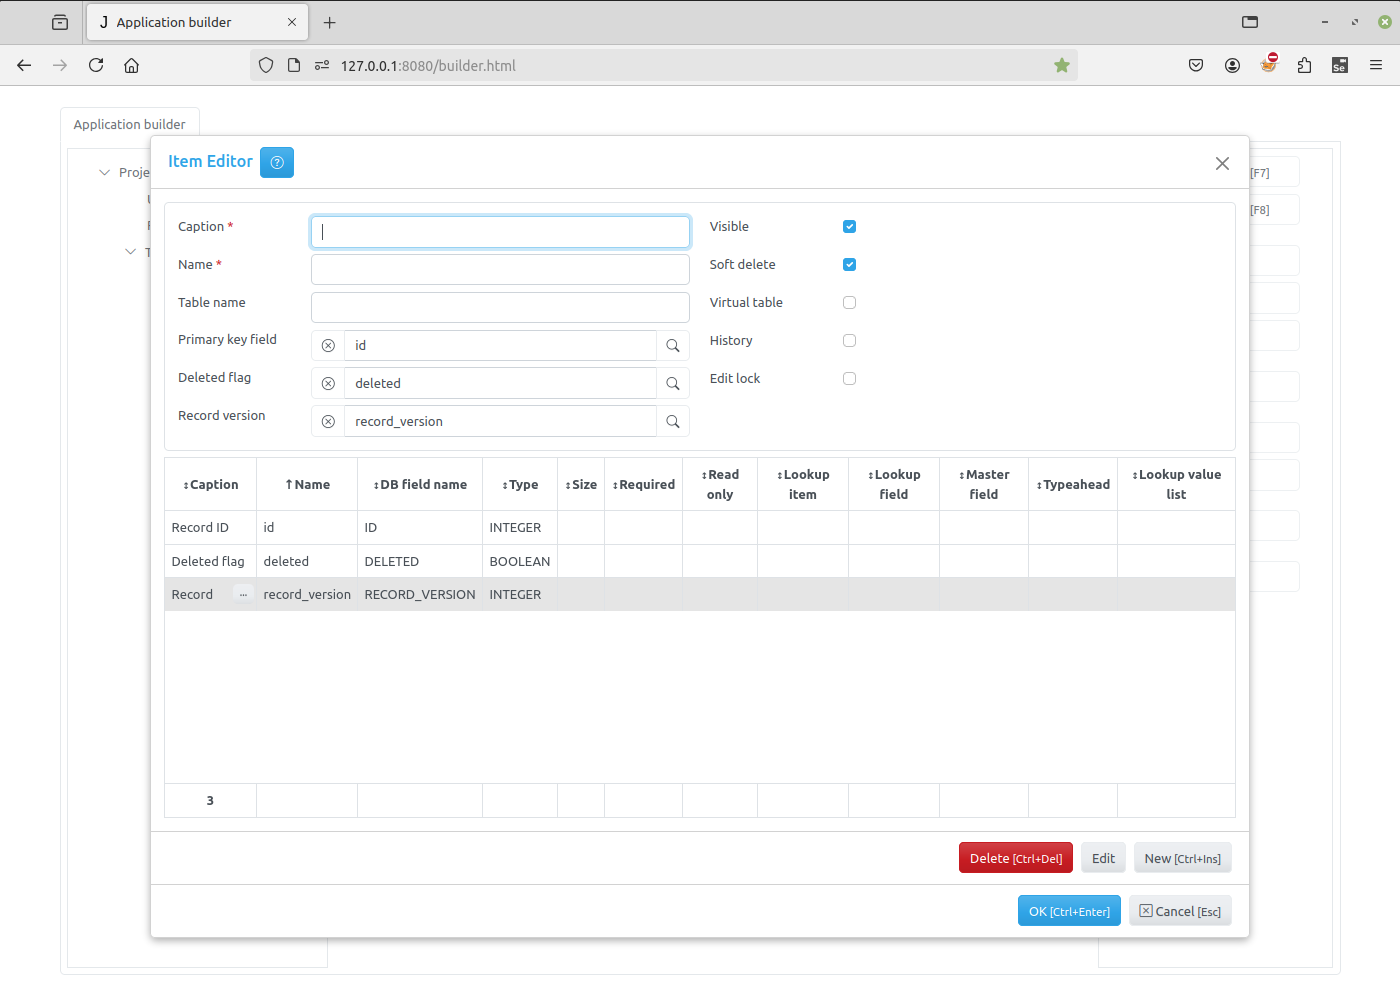 J Application builder
127.0.0.1:8080/builder.html
Se
Application builder
Item Editor
Proje
[F7]
[F8]
Caption *
Visible
Name *
Soft delete
Table name
Virtual table
Primary key field
id
History
Deleted flag
deleted
Edit lock
Record version
record_version
↕Caption ↑Name ↕DB field name ↕Type ↕Size ↕Required ↕Read only ↕Lookup item ↕Lookup field ↕Master field ↕Typeahead ↕Lookup value list
Record ID id ID INTEGER
Deleted flag deleted DELETED BOOLEAN
Record ... record_version RECORD_VERSION INTEGER
3
Delete [Ctrl+Del] Edit New [Ctrl+Ins]
OK [Ctrl+Enter] Cancel [Esc]